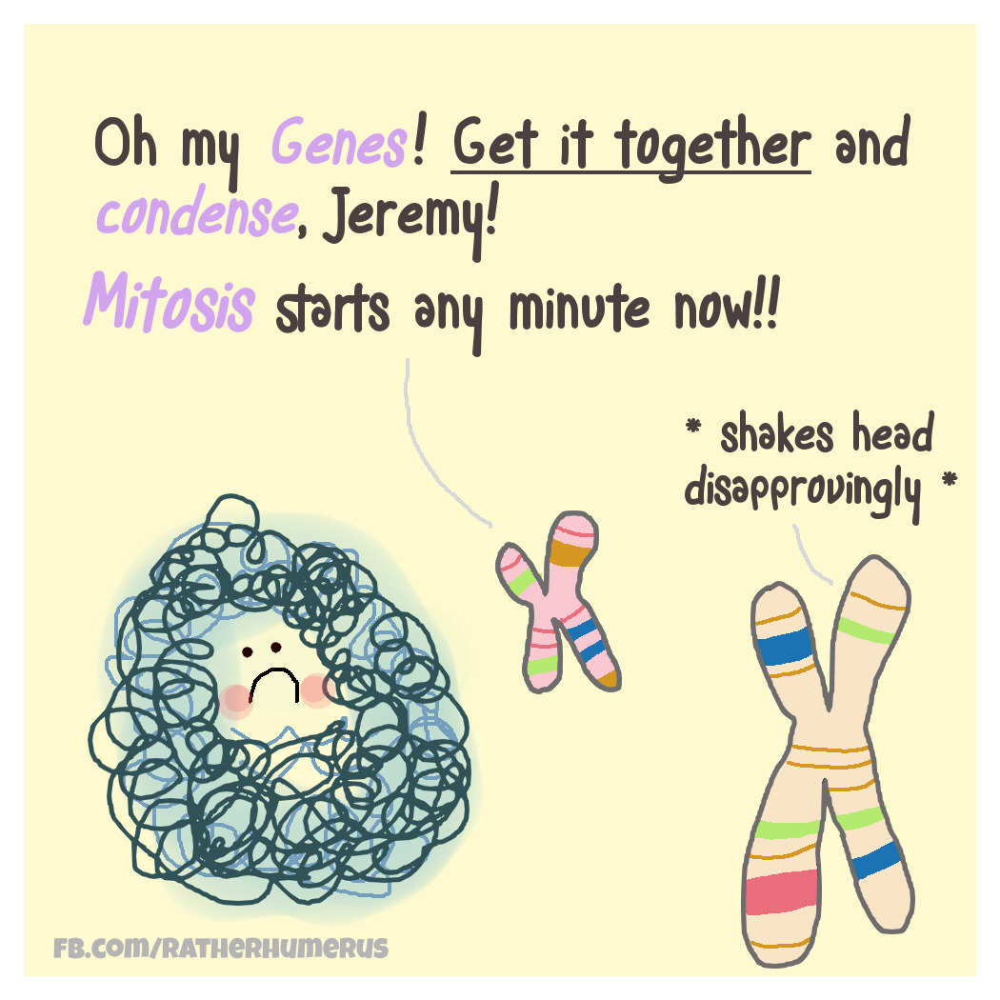 Oh my Genes! Get it together and
condense, Jeremy!
Mitosis starts any minute now!!
* shakes head
disapprovingly *
FB.COM/RATHERHUMERUS